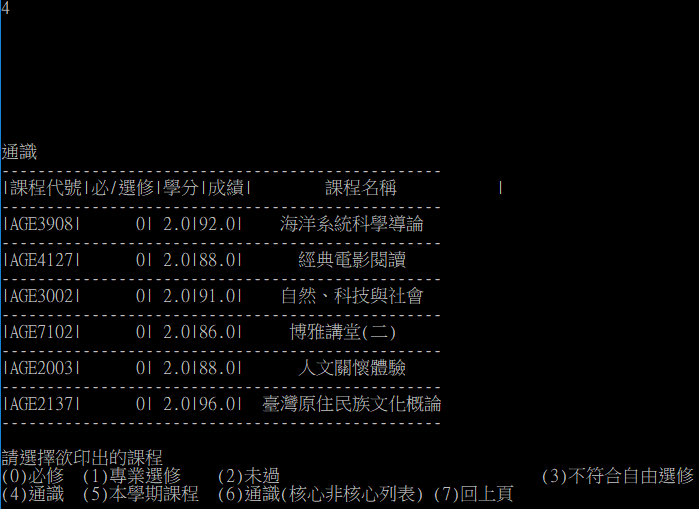 4
通識
------------------------------------------------
|課程代號|必/選修|學分|成績|        課程名稱           |
------------------------------------------------
|AGE3908|      0| 2.0|92.0|    海洋系統科學導論
------------------------------------------------
|AGE4127|      0| 2.0|88.0|      經典電影閱讀
------------------------------------------------
|AGE3002|      0| 2.0|91.0|    自然、科技與社會
------------------------------------------------
|AGE7102|      0| 2.0|86.0|     博雅講堂(二)
------------------------------------------------
|AGE2003|      0| 2.0|88.0|      人文關懷體驗
------------------------------------------------
|AGE2137|      0| 2.0|96.0|  臺灣原住民族文化概論
------------------------------------------------
請選擇欲印出的課程
(0)必修  (1)專業選修    (2)未過                             (3)不符合自由選修
(4)通識  (5)本學期課程  (6)通識(核心非核心列表) (7)回上頁